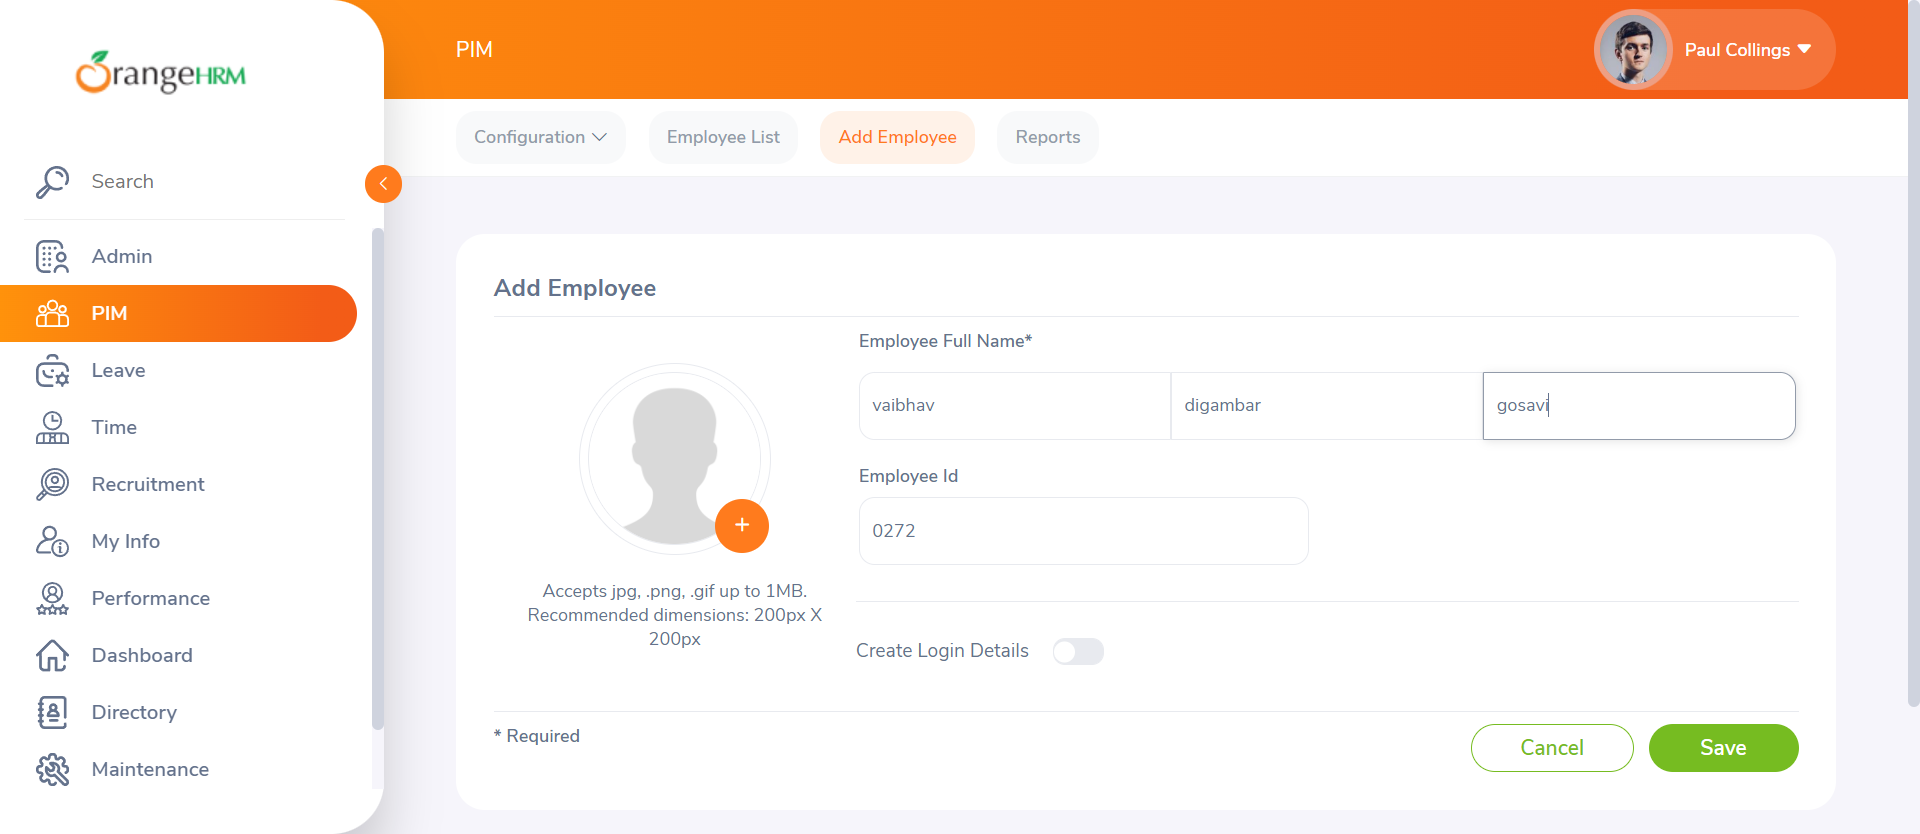 OrangeHRM
Search
Admin
PIM
Leave
Time
Recruitment
My Info
Performance
Dashboard
Directory
Maintenance
PIM
Paul Collings
Configuration
Employee List
Add Employee
Reports
Add Employee
Accepts jpg, .png, .gif up to 1MB.
Recommended dimensions: 200px X
200px
Employee Full Name*
vaibhav
digambar
gosavi
Employee Id
0272
Create Login Details
* Required
Cancel
Save